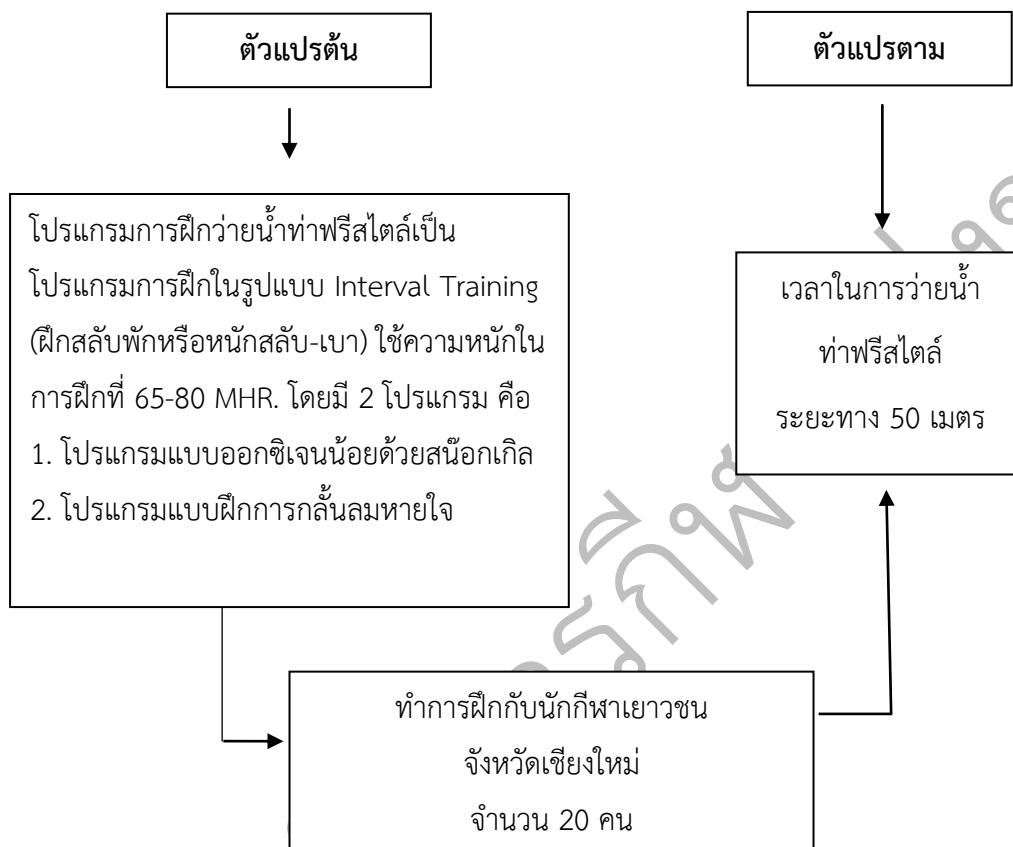 ตัวแปรต้น
ตัวแปรตาม
โปรแกรมการฝึกว่ายน้ำท่าฟรีสไตล์เป็น
โปรแกรมการฝึกในรูปแบบ Interval Training
(ฝึกสลับพักหรือหนักสลับ-เบา) ใช้ความหนักใน
การฝึกที่ 65-80 MHR. โดยมี 2 โปรแกรม คือ
1. โปรแกรมแบบออกซิเจนน้อยด้วยสน๊อกเกิล
2. โปรแกรมแบบฝึกการกลั้นลมหายใจ
เวลาในการว่ายน้ำ
ท่าฟรีสไตล์
ระยะทาง 50 เมตร
ทำการฝึกกับนักกีฬาเยาวชน
จังหวัดเชียงใหม่
จำนวน 20 คน